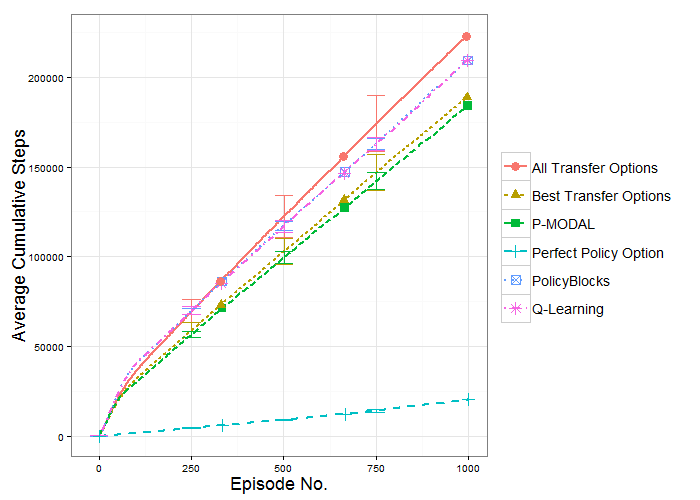 200000
150000
100000
50000
0
0
250
500
750
1000
Episode No.
Average Cumulative Steps
All Transfer Options
Best Transfer Options
P-MODAL
Perfect Policy Option
PolicyBlocks
Q-Learning